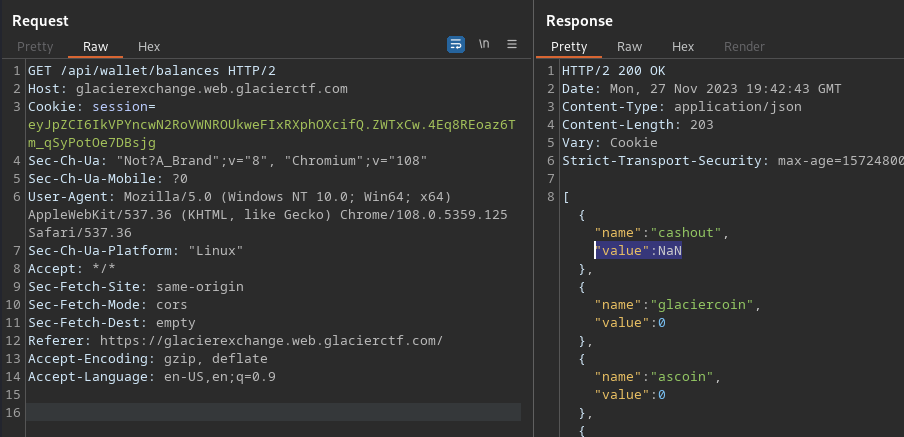 Request
Pretty Raw Hex
\n
1 GET /api/wallet/balances HTTP/2
2 Host: glacierexchange.web.glacierctf.com
3 Cookie: session=
eyJpZCI6IkVPYncwN2RoVWNROUkweFIxRXphOXcifQ.ZWTxCw.4Eq8REoaz6T
m_qSyPotOe7DBsjg
4 Sec-Ch-Ua: "Not?A_Brand";v="8", "Chromium";v="108"
5 Sec-Ch-Ua-Mobile: ?0
6 User-Agent: Mozilla/5.0 (Windows NT 10.0; Win64; x64)
AppleWebKit/537.36 (KHTML, like Gecko) Chrome/108.0.5359.125
Safari/537.36
7 Sec-Ch-Ua-Platform: "Linux"
8 Accept: */*
9 Sec-Fetch-Site: same-origin
10 Sec-Fetch-Mode: cors
11 Sec-Fetch-Dest: empty
12 Referer: https://glacierexchange.web.glacierctf.com/
13 Accept-Encoding: gzip, deflate
14 Accept-Language: en-US,en;q=0.9
15
16
Response
Pretty Raw Hex Render
1 HTTP/2 200 OK
2 Date: Mon, 27 Nov 2023 19:42:43 GMT
3 Content-Type: application/json
4 Content-Length: 203
5 Vary: Cookie
6 Strict-Transport-Security: max-age=15724800
7
8 [
{
"name":"cashout",
"value":NaN
},
{
"name":"glaciercoin",
"value":0
},
{
"name":"ascoin",
"value":0
},
{